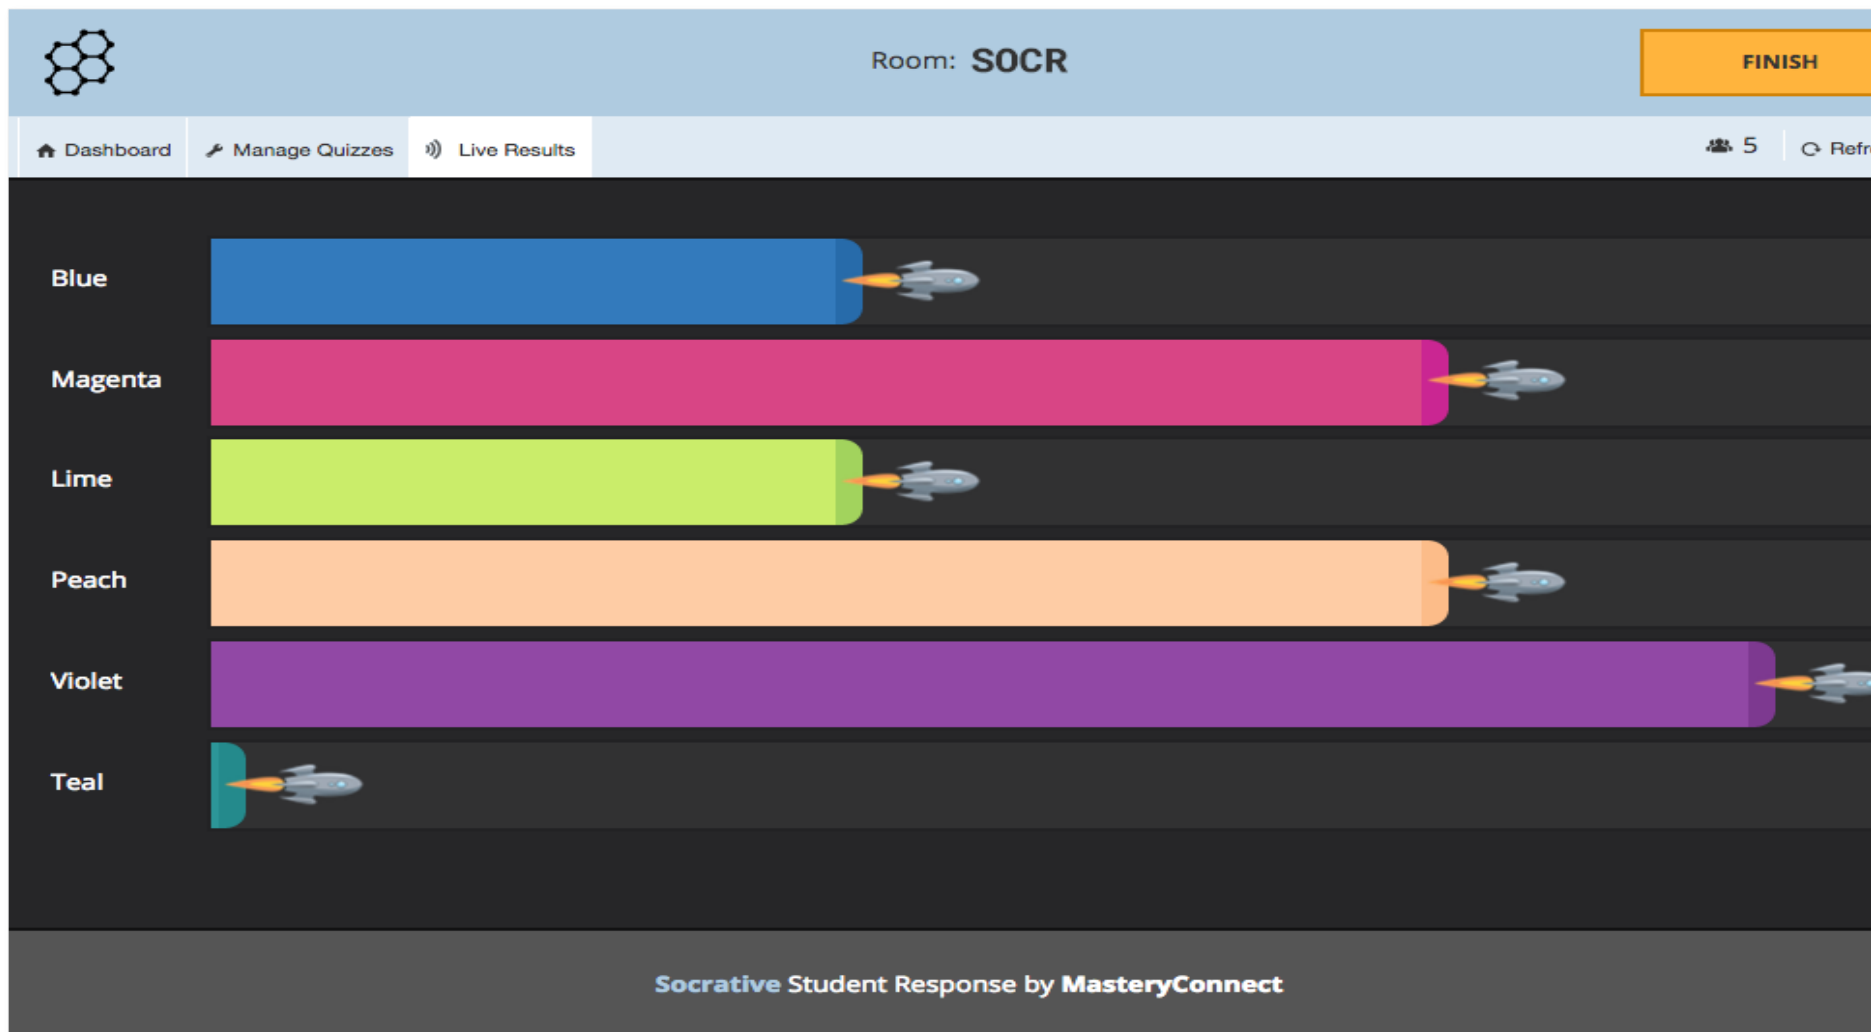 Room: SOCR
FINISH
Dashboard Manage Quizzes Live Results 5 Refr
Blue
Magenta
Lime
Peach
Violet
Teal
Socrative Student Response by MasteryConnect